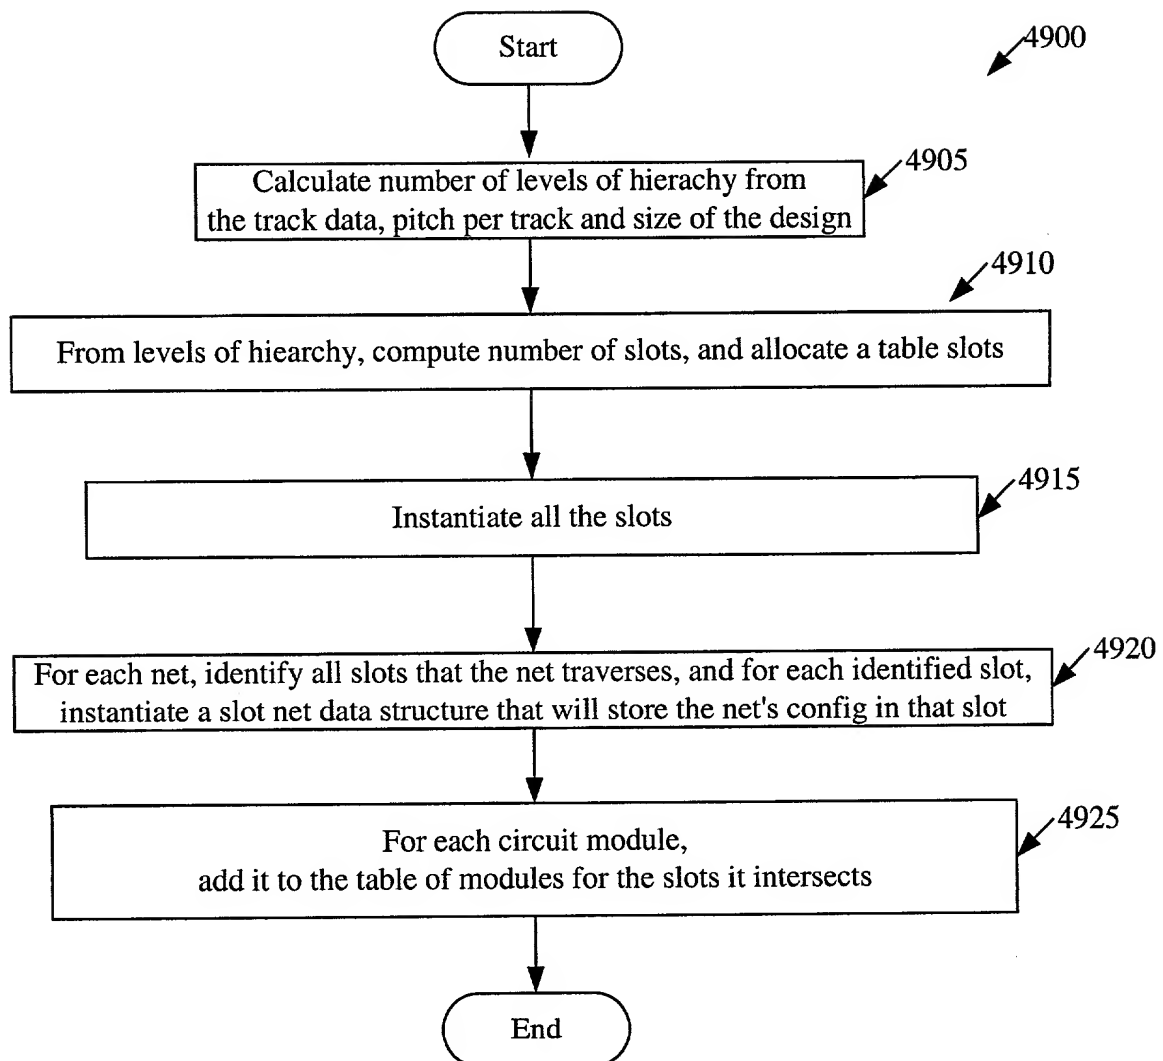 Start
4900
4905
Calculate number of levels of hierachy from
the track data, pitch per track and size of the design
4910
From levels of hiearchy, compute number of slots, and allocate a table slots
4915
Instantiate all the slots
4920
For each net, identify all slots that the net traverses, and for each identified slot,
instantiate a slot net data structure that will store the net's config in that slot
4925
For each circuit module,
add it to the table of modules for the slots it intersects
End